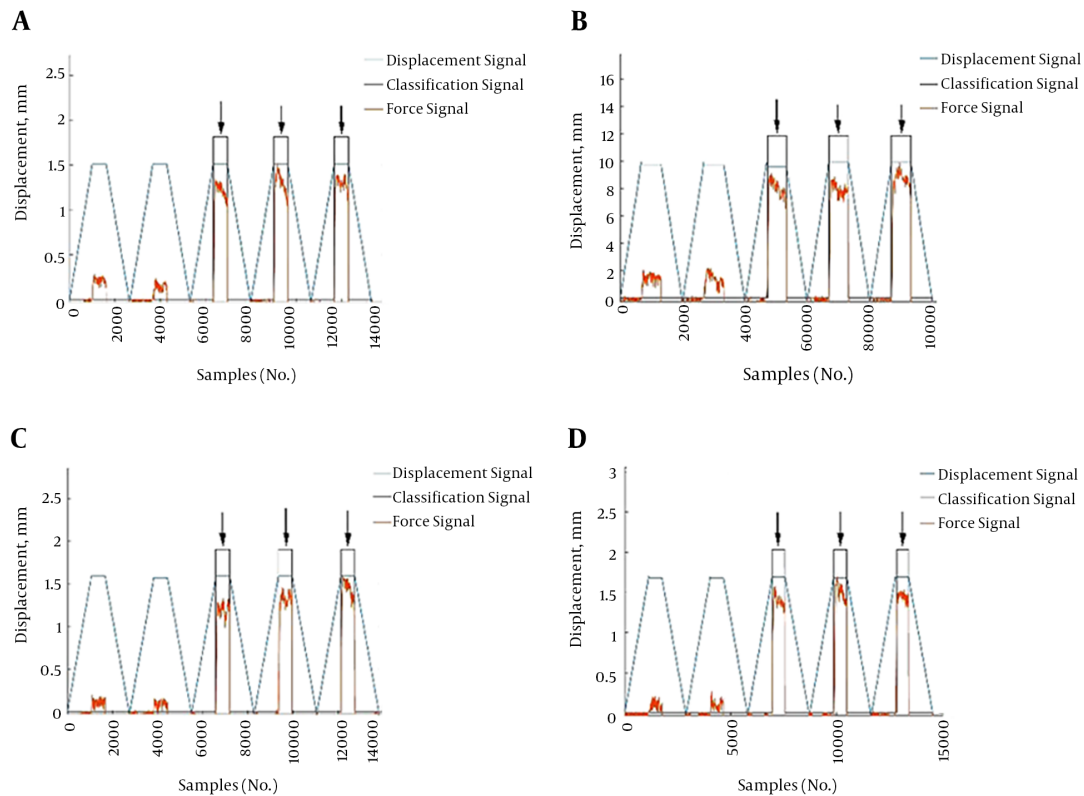 A
Displacement Signal
Classification Signal
Force Signal
Displacement, mm
2.5
2
1.5
1
0.5
0
0 2000 4000 6000 8000 10000 12000 14000
Samples (No.)
B
Displacement Signal
Classification Signal
Force Signal
Displacement, mm
16
14
12
10
8
6
4
2
0
0 2000 4000 60000 80000 10000
Samples (No.)
C
Displacement Signal
Classification Signal
Force Signal
Displacement, mm
2.5
2
1.5
1
0.5
0
0 2000 4000 6000 8000 10000 12000 14000
Samples (No.)
D
Displacement Signal
Classification Signal
Force Signal
Displacement, mm
3
2.5
2
1.5
1
0.5
0
0 5000 10000 15000
Samples (No.)